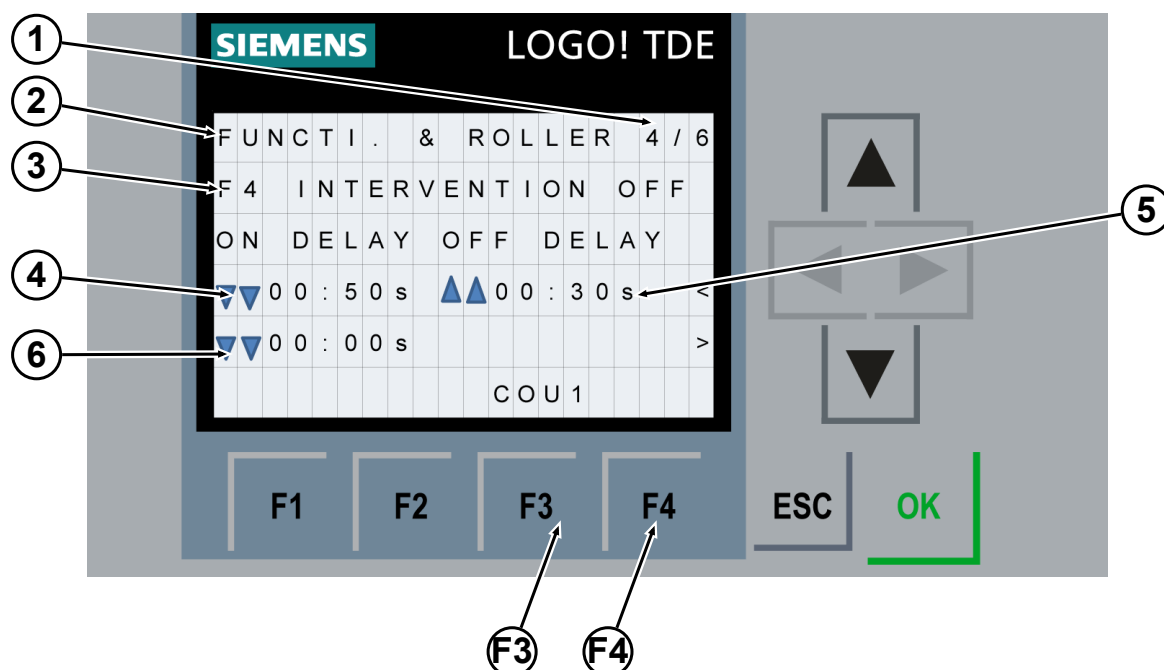 1
SIEMENS LOGO! TDE
2
FUNCTI. & ROLLER 4/6
3
F4 INTERVENTION OFF
5
ON DELAY OFF DELAY
4
00:50s 00:30s <
6
00:00s >
COU1
F1 F2 F3 F4 ESC OK
F3 F4